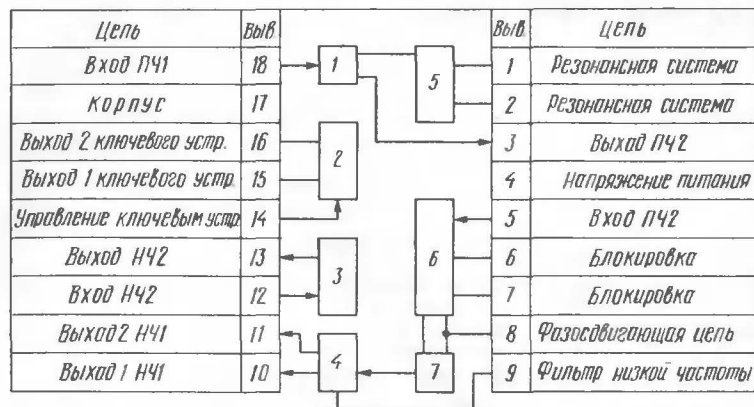 Цепь Выв.
Вход ПЧ1 18
Корпус 17
Выход 2 ключевого устр. 16
Выход 1 ключевого устр. 15
Управление ключевым устр. 14
Выход НЧ2 13
Вход НЧ2 12
Выход 2 НЧ1 11
Выход 1 НЧ1 10
1
2
3
4
5
6
7
Выв. Цепь
1 Резонансная система
2 Резонансная система
3 Выход ПЧ2
4 Напряжение питания
5 Вход ПЧ2
6 Блокировка
7 Блокировка
8 Фазосдвигающая цепь
9 Фильтр низкой частоты